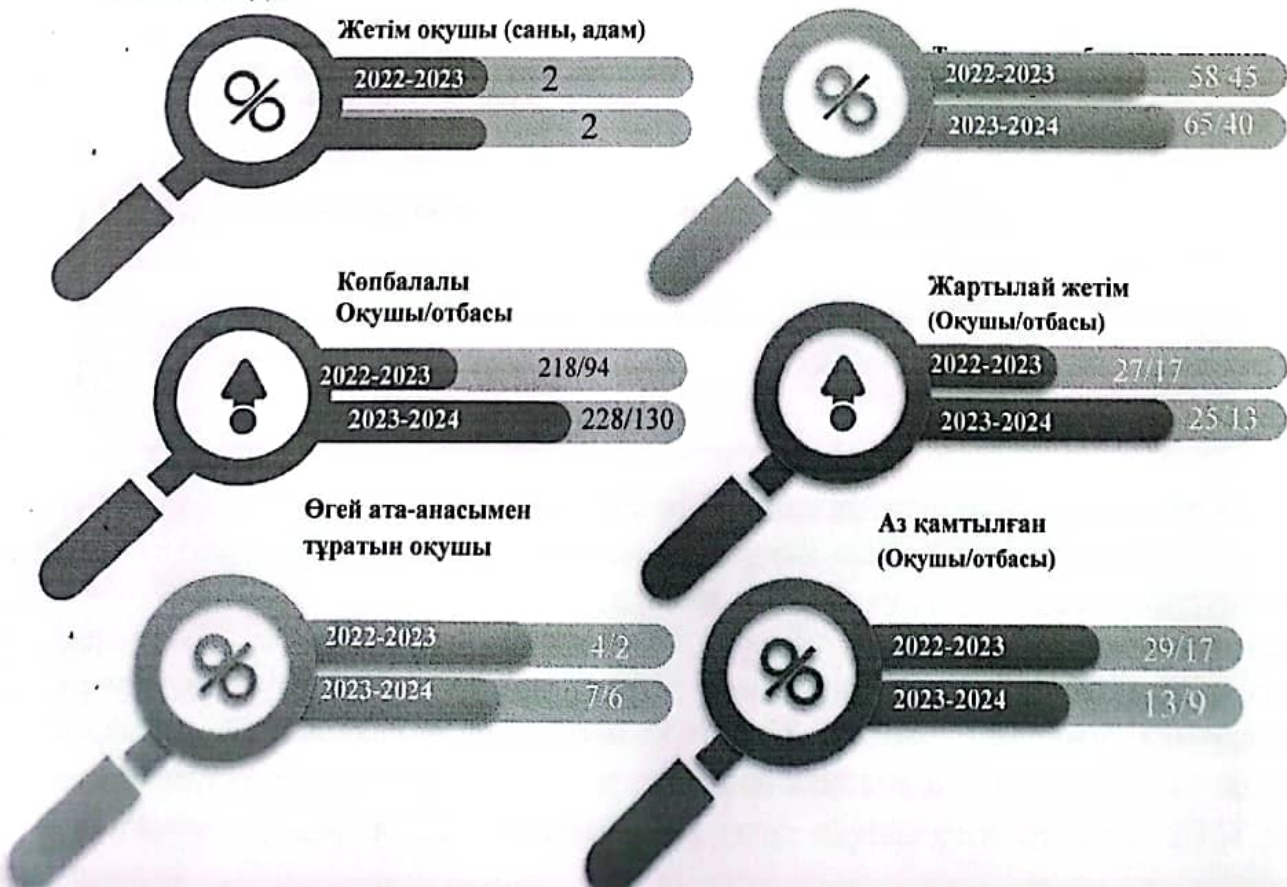 Жетім оқушы (саны, адам)
2022-2023 2
2
2022-2023 58/45
2023-2024 65/40
Көпбалалы
Оқушы/отбасы
2022-2023 218/94
2023-2024 228/130
Жартылай жетім
(Оқушы/отбасы)
2022-2023 27/17
2023-2024 25/13
Өгей ата-анасымен
тұратын оқушы
2022-2023 4/2
2023-2024 7/6
Аз қамтылған
(Оқушы/отбасы)
2022-2023 29/17
2023-2024 13/9